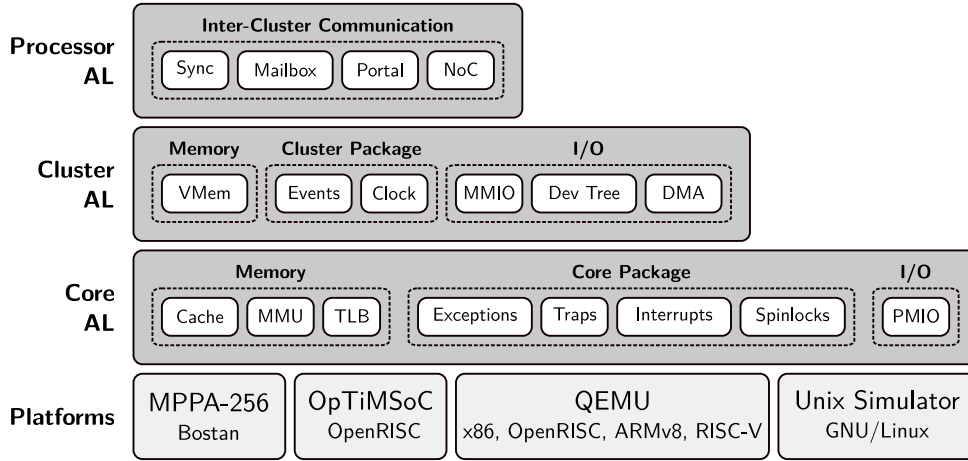 Processor
AL
Inter-Cluster Communication
Sync Mailbox Portal NoC
Cluster
AL
Memory Cluster Package I/O
VMem Events Clock MMIO Dev Tree DMA
Core
AL
Memory Core Package I/O
Cache MMU TLB Exceptions Traps Interrupts Spinlocks PMIO
Platforms
MPPA-256 OpTiMSoC QEMU Unix Simulator
Bostan OpenRISC x86, OpenRISC, ARMv8, RISC-V GNU/Linux